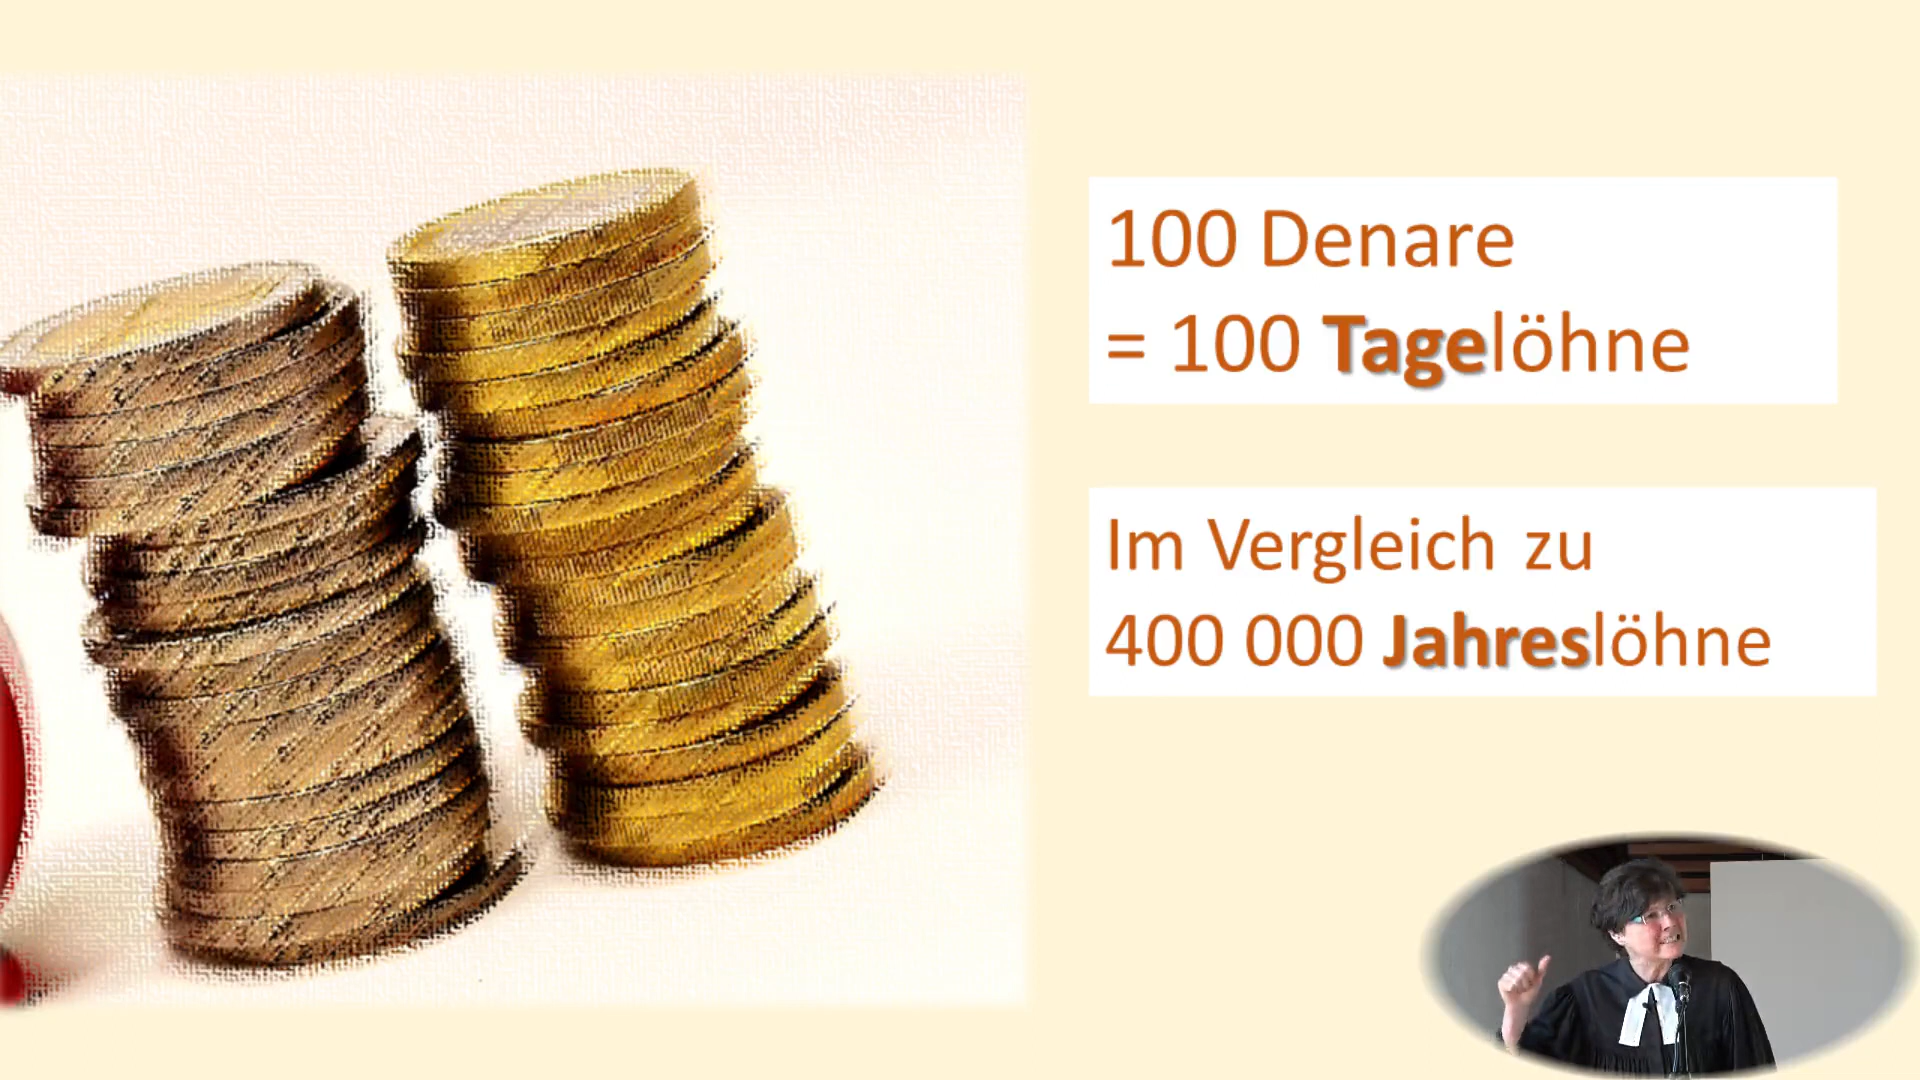 100 Denare
= 100 Tagelöhne
Im Vergleich zu
400 000 Jahreslöhne